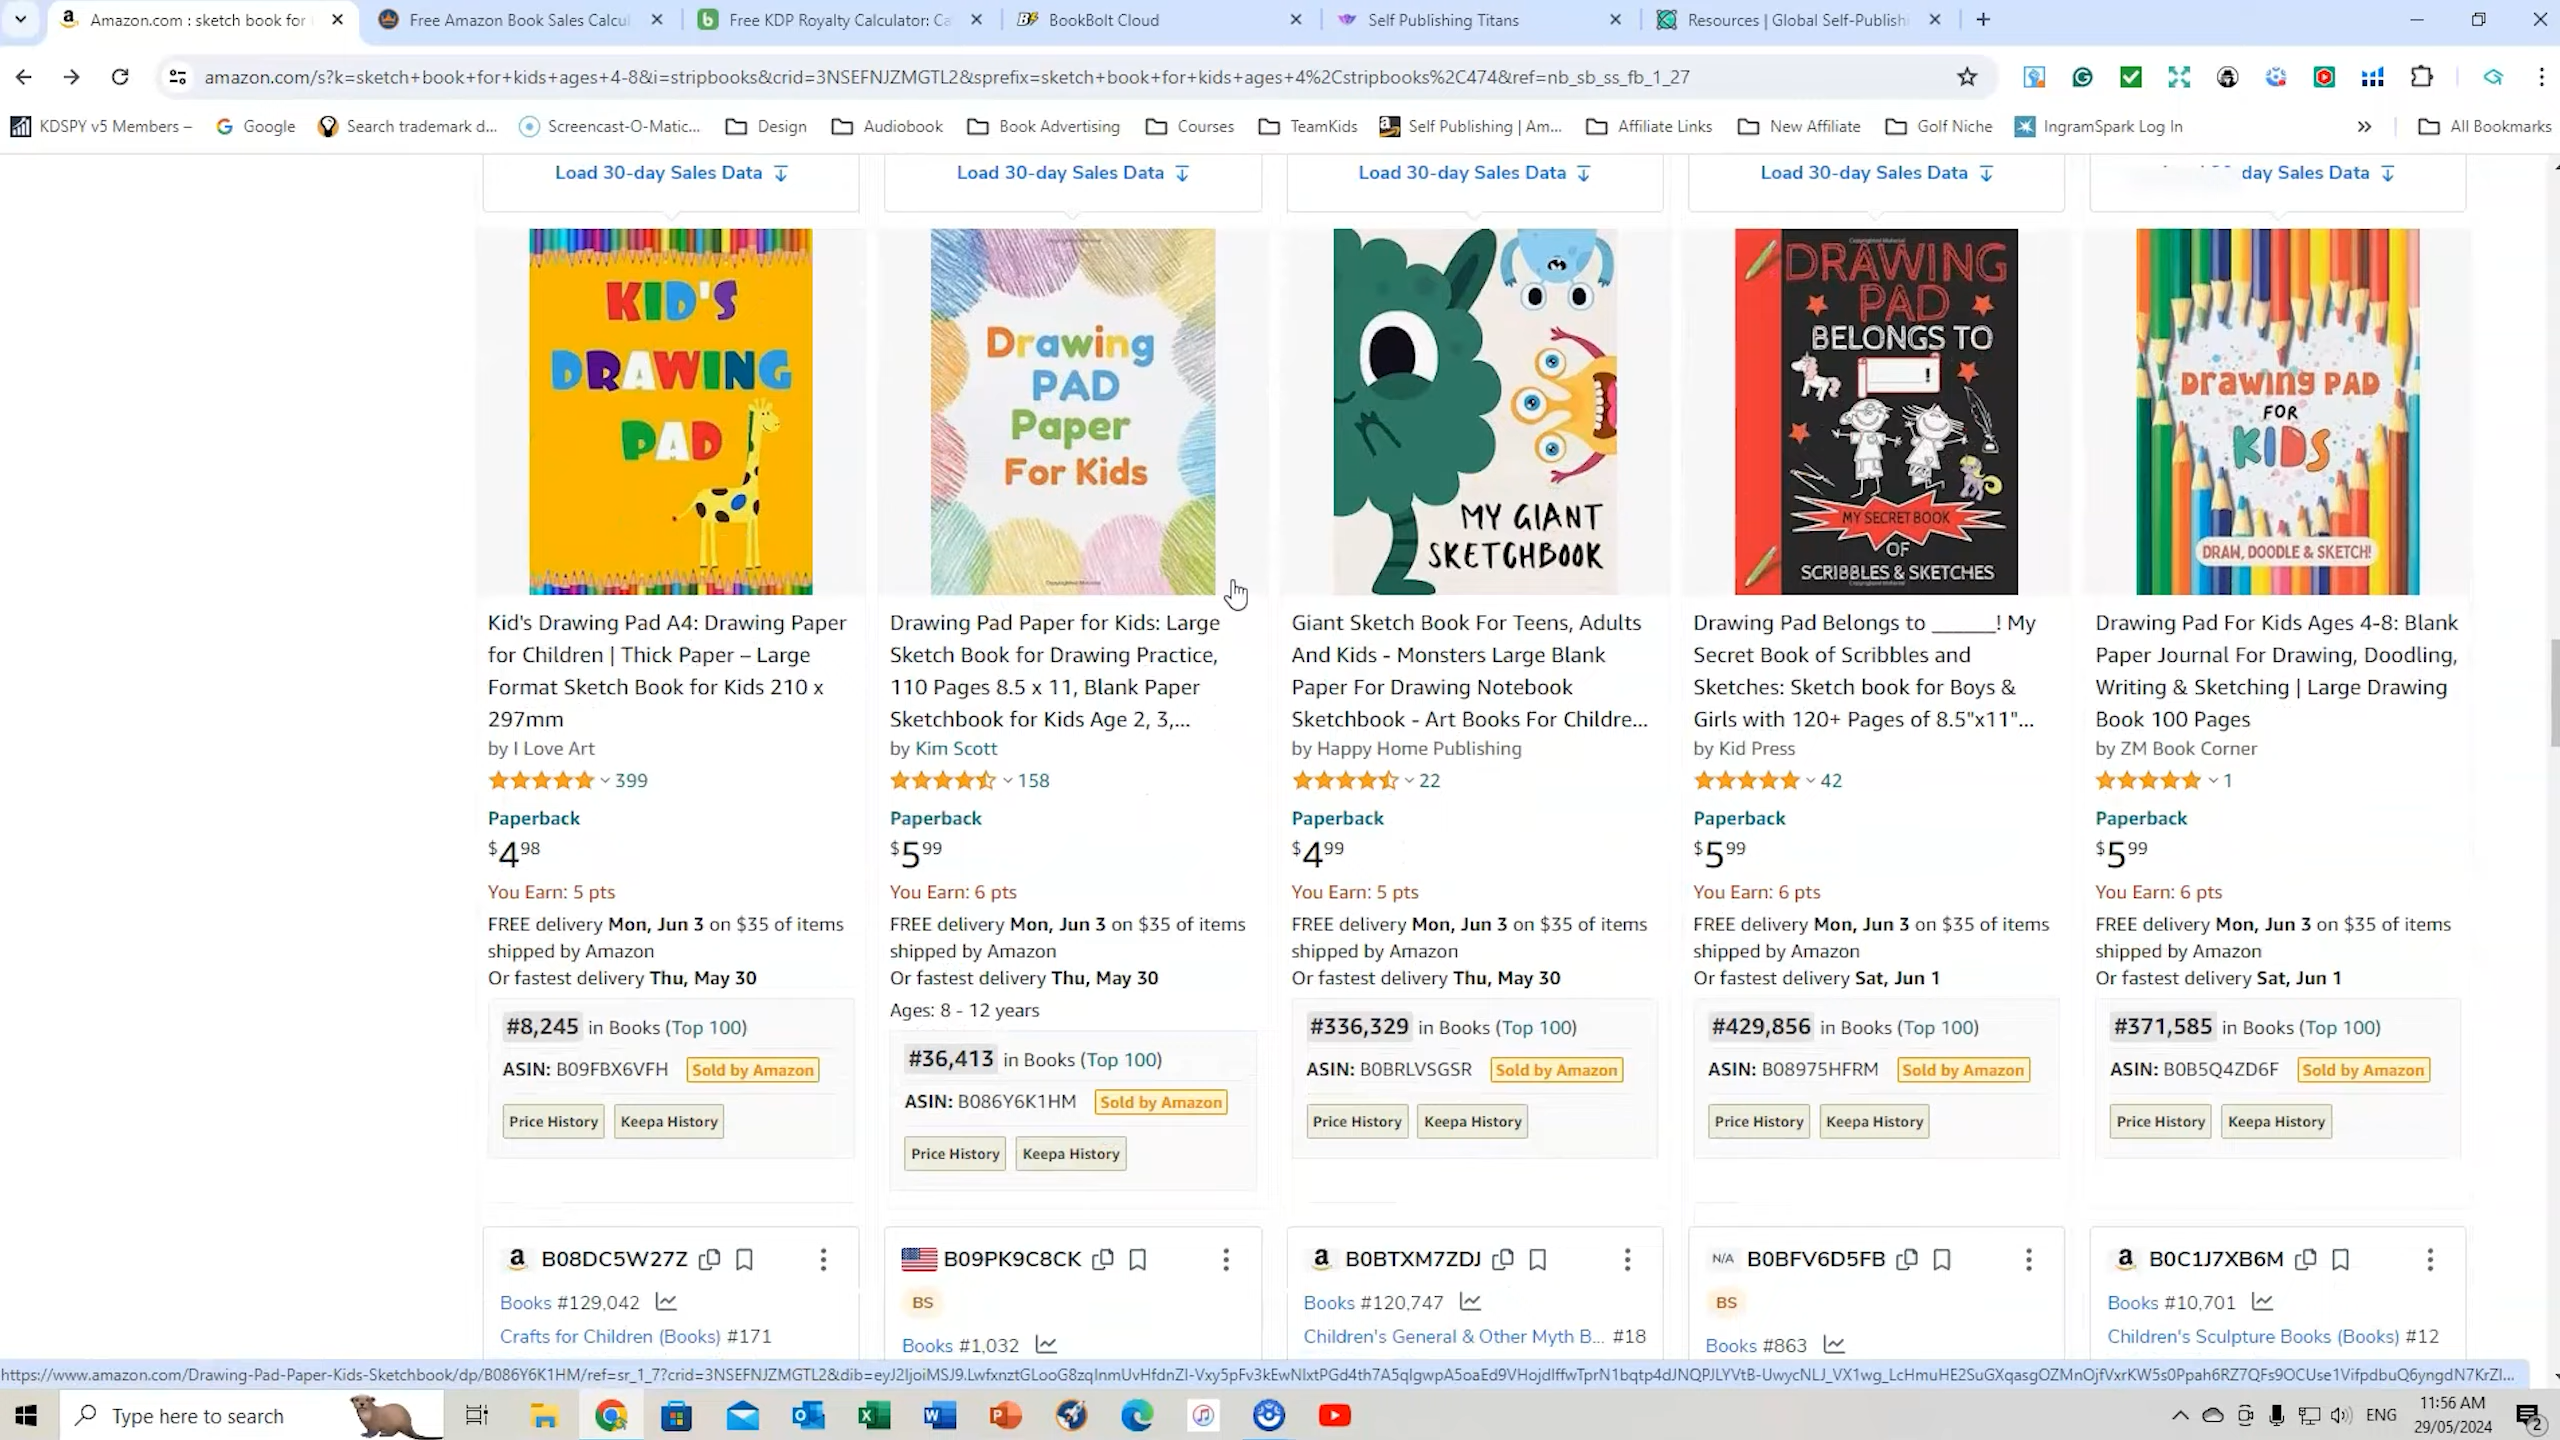 Amazon.com : sketch book for
Free Amazon Book Sales Calcu
Free KDP Royalty Calculator: Ca
BookBolt Cloud
Self Publishing Titans
Resources | Global Self-Publish
amazon.com/s?k=sketch+book+for+kids+ages+4-8&i=stripbooks&crid=3NSEFNJZMGTL2&sprefix=sketch+book+for+kids+ages+4%2Cstripbooks%2C474&ref=nb_sb_ss_fb_1_27
KDSPY v5 Members –
Google
Search trademark d...
Screencast-O-Matic...
Design
Audiobook
Book Advertising
Courses
TeamKids
Self Publishing | Am...
Affiliate Links
New Affiliate
Golf Niche
IngramSpark Log In
All Bookmarks
Load 30-day Sales Data
Load 30-day Sales Data
Load 30-day Sales Data
Load 30-day Sales Data
day Sales Data
KID'S
DRAWING
PAD
Drawing
PAD
Paper
For Kids
MY GIANT
SKETCHBOOK
DRAWING
PAD
BELONGS TO
!
MY SECRET BOOK
OF
SCRIBBLES & SKETCHES
Drawing PAD
FOR
KIDS
DRAW, DOODLE & SKETCH!
Kid's Drawing Pad A4: Drawing Paper
for Children | Thick Paper – Large
Format Sketch Book for Kids 210 x
297mm
by I Love Art
399
Paperback
$4.98
You Earn: 5 pts
FREE delivery Mon, Jun 3 on $35 of items
shipped by Amazon
Or fastest delivery Thu, May 30
#8,245 in Books (Top 100)
ASIN: B09FBX6VFH Sold by Amazon
Price History Keepa History
Drawing Pad Paper for Kids: Large
Sketch Book for Drawing Practice,
110 Pages 8.5 x 11, Blank Paper
Sketchbook for Kids Age 2, 3,...
by Kim Scott
158
Paperback
$5.99
You Earn: 6 pts
FREE delivery Mon, Jun 3 on $35 of items
shipped by Amazon
Or fastest delivery Thu, May 30
Ages: 8 - 12 years
#36,413 in Books (Top 100)
ASIN: B086Y6K1HM Sold by Amazon
Price History Keepa History
Giant Sketch Book For Teens, Adults
And Kids - Monsters Large Blank
Paper For Drawing Notebook
Sketchbook - Art Books For Childre...
by Happy Home Publishing
22
Paperback
$4.99
You Earn: 5 pts
FREE delivery Mon, Jun 3 on $35 of items
shipped by Amazon
Or fastest delivery Thu, May 30
#336,329 in Books (Top 100)
ASIN: B0BRLVSGSR Sold by Amazon
Price History Keepa History
Drawing Pad Belongs to ______! My
Secret Book of Scribbles and
Sketches: Sketch book for Boys &
Girls with 120+ Pages of 8.5"x11"...
by Kid Press
42
Paperback
$5.99
You Earn: 6 pts
FREE delivery Mon, Jun 3 on $35 of items
shipped by Amazon
Or fastest delivery Sat, Jun 1
#429,856 in Books (Top 100)
ASIN: B08975HFRM Sold by Amazon
Price History Keepa History
Drawing Pad For Kids Ages 4-8: Blank
Paper Journal For Drawing, Doodling,
Writing & Sketching | Large Drawing
Book 100 Pages
by ZM Book Corner
1
Paperback
$5.99
You Earn: 6 pts
FREE delivery Mon, Jun 3 on $35 of items
shipped by Amazon
Or fastest delivery Sat, Jun 1
#371,585 in Books (Top 100)
ASIN: B0B5Q4ZD6F Sold by Amazon
Price History Keepa History
B08DC5W27Z
Books #129,042
Crafts for Children (Books) #171
B09PK9C8CK
BS
Books #1,032
B0BTXM7ZDJ
Books #120,747
Children's General & Other Myth B... #18
N/A B0BFV6D5FB
BS
Books #863
B0C1J7XB6M
Books #10,701
Children's Sculpture Books (Books) #12
Type here to search
ENG
11:56 AM
29/05/2024
2